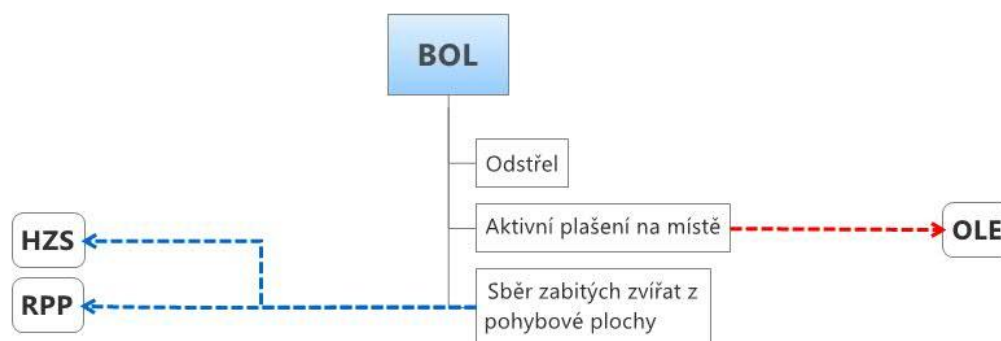 BOL
Odstřel
Aktivní plašení na místě
HZS
OLE
RPP
Sběr zabitých zvířat z
pohybové plochy